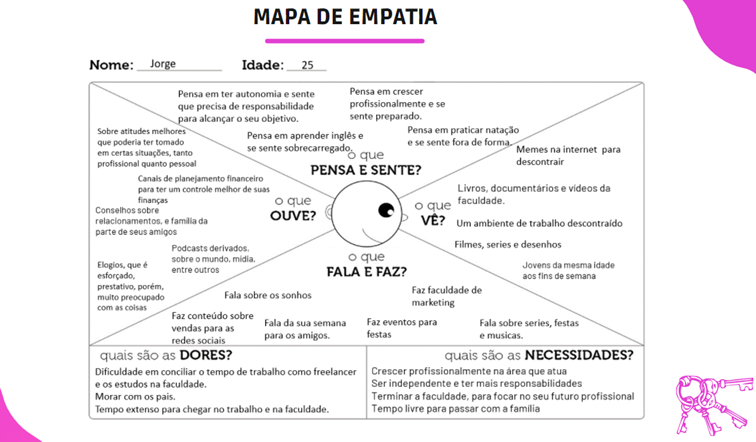 MAPA DE EMPATIA
Nome: Jorge Idade: 25
Pensa em ter autonomia e sente
que precisa de responsabilidade
para alcançar o seu objetivo.
Pensa em crescer
profissionalmente e se
sente preparado.
Pensa em aprender inglês e
se sente sobrecarregado.
Pensa em praticar natação
e se sente fora de forma.
o que
PENSA E SENTE?
Sobre atitudes melhores
que poderia ter tomado
em certas situações, tanto
profissional quanto pessoal
Canais de planejamento financeiro
para ter um controle melhor de suas
finanças
Conselhos sobre
relacionamentos, e família da
parte de seus amigos
Podcasts derivados,
sobre o mundo, mídia,
entre outros
Elogios, que é
esforçado,
prestativo, porém,
muito preocupado
com as coisas
o que
OUVE?
o que
VÊ?
Memes na internet para
descontrair
Livros, documentários e vídeos da
faculdade.
Um ambiente de trabalho descontraído
Filmes, series e desenhos
Jovens da mesma idade
aos fins de semana
o que
FALA E FAZ?
Fala sobre os sonhos
Faz faculdade de
marketing
Faz conteúdo sobre
vendas para as
redes sociais
Fala da sua semana
para os amigos.
Faz eventos para
festas
Fala sobre series, festas
e musicas.
quais são as DORES?
Dificuldade em conciliar o tempo de trabalho como freelancer
e os estudos na faculdade.
Morar com os pais.
Tempo extenso para chegar no trabalho e na faculdade.
quais são as NECESSIDADES?
Crescer profissionalmente na área que atua
Ser independente e ter mais responsabilidades
Terminar a faculdade, para focar no seu futuro profissional
Tempo livre para passar com a família